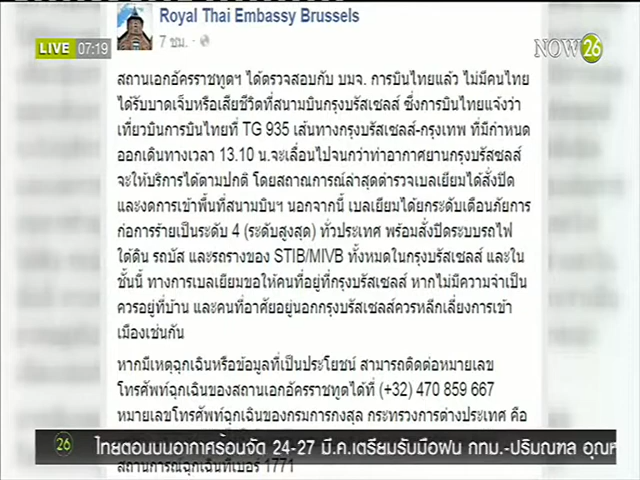 Royal Thai Embassy Brussels
LIVE 07:19
7 ชม. ·
NOW26
สถานเอกอัครราชทูตฯ ได้ตรวจสอบกับ บมจ. การบินไทยแล้ว ไม่มีคนไทย
ได้รับบาดเจ็บหรือเสียชีวิตที่สนามบินกรุงบรัสเซลส์ ซึ่งการบินไทยแจ้งว่า
เที่ยวบินการบินไทยที่ TG 935 เส้นทางกรุงบรัสเซลส์-กรุงเทพ ที่มีกำหนด
ออกเดินทางเวลา 13.10 น.จะเลื่อนไปจนกว่าท่าอากาศยานกรุงบรัสซลส์
จะให้บริการได้ตามปกติ โดยสถาณการณ์ล่าสุดตำรวจเบลเยียมได้สั่งปิด
และงดการเข้าพื้นที่สนามบินฯ นอกจากนี้ เบลเยียมได้ยกระดับเตือนภัยการ
ก่อการร้ายเป็นระดับ 4 (ระดับสูงสุด) ทั่วประเทศ พร้อมสั่งปิดระบบรถไฟ
ใต้ดิน รถบัส และรถรางของ STIB/MIVB ทั้งหมดในกรุงบรัสเซลส์ และใน
ชั้นนี้ ทางการเบลเยียมขอให้คนที่อยู่ที่กรุงบรัสเซลส์ หากไม่มีความจำเป็น
ควรอยู่ที่บ้าน และคนที่อาศัยอยู่นอกกรุงบรัสเซลส์ควรหลีกเลี่ยงการเข้า
เมืองเช่นกัน
หากมีเหตุฉุกเฉินหรือข้อมูลที่เป็นประโยชน์ สามารถติดต่อหมายเลข
โทรศัพท์ฉุกเฉินของสถานเอกอัครราชทูตได้ที่ (+32) 470 859 667
หมายเลขโทรศัพท์ฉุกเฉินของกรมการกงสุล กระทรวงการต่างประเทศ คือ
26 ไทยตอนบนอากาศร้อนจัด 24-27 มี.ค.เตรียมรับมือฝน กทม.-ปริมณฑล อุณห
สถานการณ์ฉุกเฉินที่เบอร์ 1771